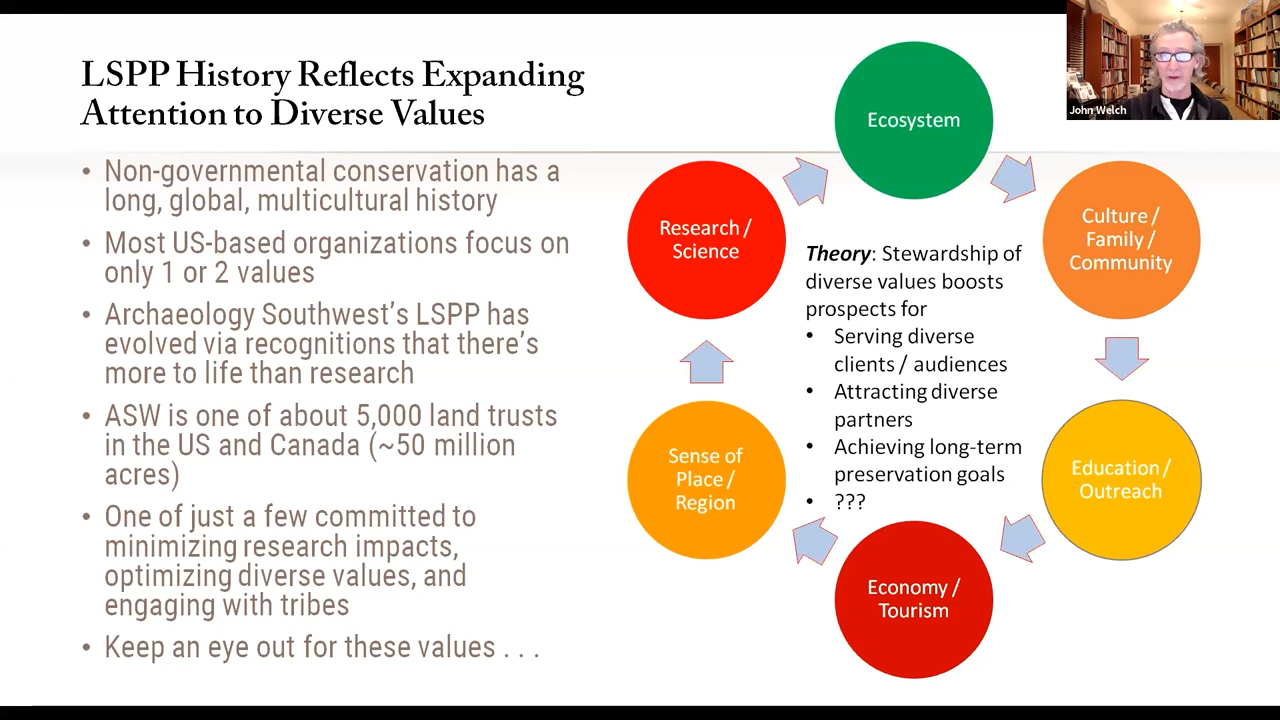 LSPP History Reflects Expanding
Attention to Diverse Values
• Non-governmental conservation has a
long, global, multicultural history
• Most US-based organizations focus on
only 1 or 2 values
• Archaeology Southwest's LSPP has
evolved via recognitions that there's
more to life than research
• ASW is one of about 5,000 land trusts
in the US and Canada (~50 million
acres)
• One of just a few committed to
minimizing research impacts,
optimizing diverse values, and
engaging with tribes
• Keep an eye out for these values . . .
Ecosystem
Culture /
Family /
Community
Education /
Outreach
Economy /
Tourism
Sense of
Place /
Region
Research /
Science
Theory: Stewardship of
diverse values boosts
prospects for
• Serving diverse
clients / audiences
• Attracting diverse
partners
• Achieving long-term
preservation goals
• ???
John Welch